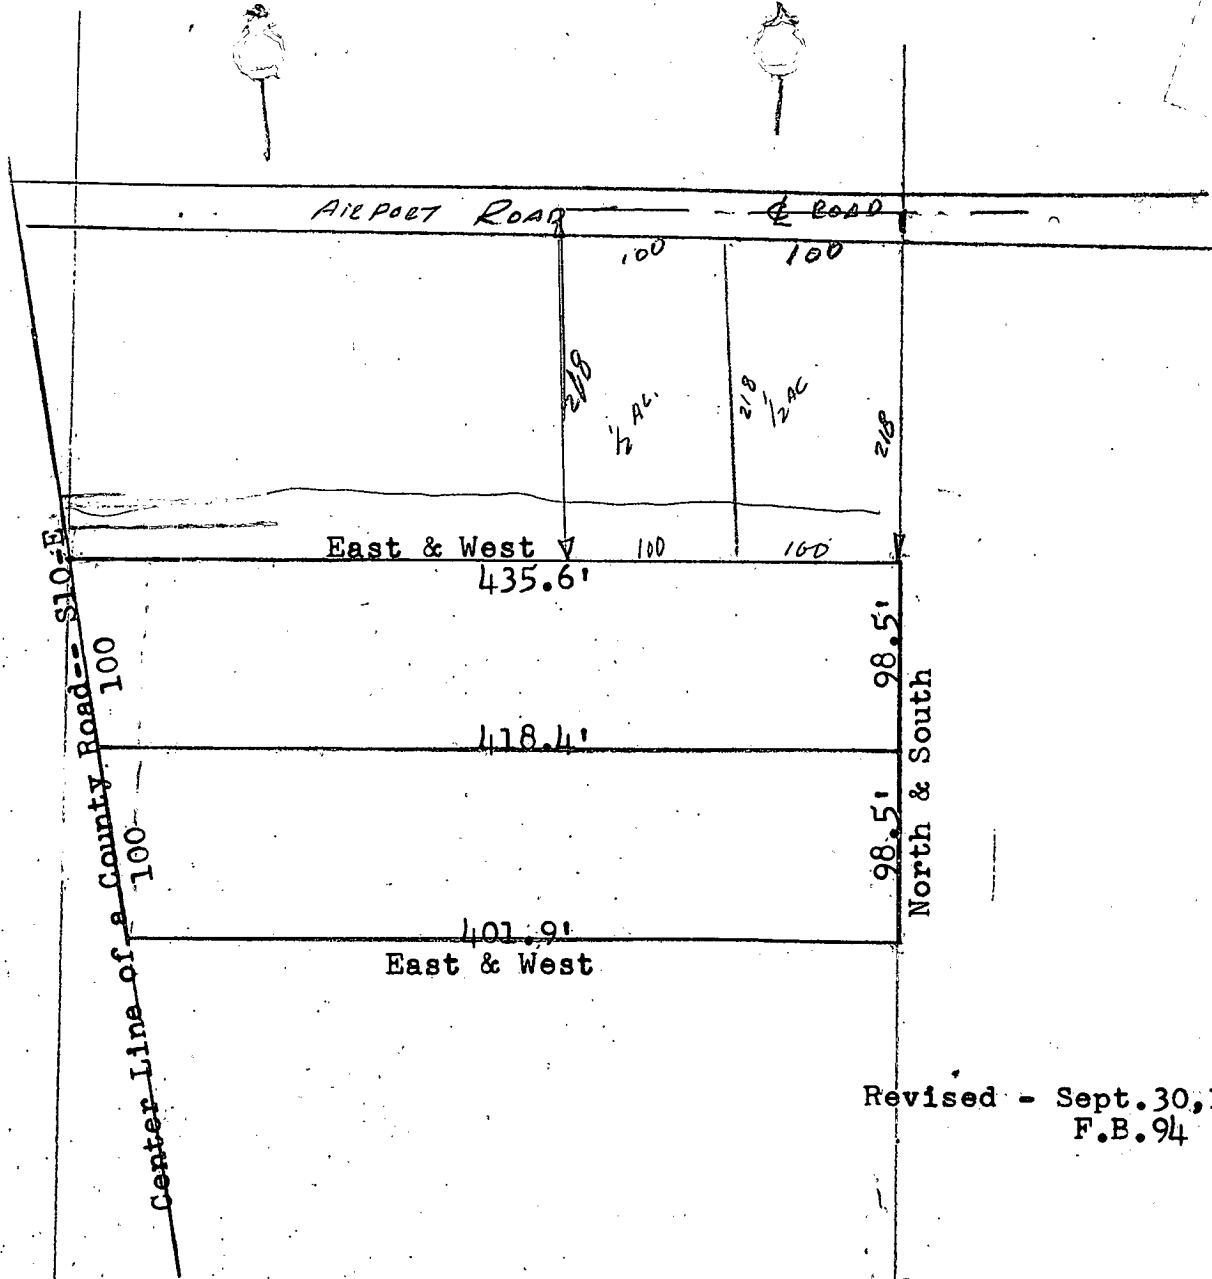 AIRPORT ROAD
℄ ROAD
100
100
218
1/2 AC.
218
1/2 AC
218
East & West
100
100
435.6'
Center Line of a County Road-- S10-E
100
98.5'
418.4'
North & South
100
98.5'
401.9'
East & West
Revised - Sept.30,
F.B.94